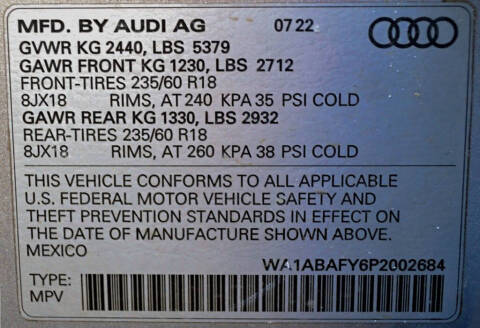 MFD. BY AUDI AG 07 22
GVWR KG 2440, LBS 5379
GAWR FRONT KG 1230, LBS 2712
FRONT-TIRES 235/60 R18
8JX18 RIMS, AT 240 KPA 35 PSI COLD
GAWR REAR KG 1330, LBS 2932
REAR-TIRES 235/60 R18
8JX18 RIMS, AT 260 KPA 38 PSI COLD
THIS VEHICLE CONFORMS TO ALL APPLICABLE
U.S. FEDERAL MOTOR VEHICLE SAFETY AND
THEFT PREVENTION STANDARDS IN EFFECT ON
THE DATE OF MANUFACTURE SHOWN ABOVE.
MEXICO
WA1ABAFY6P2002684
TYPE:
MPV